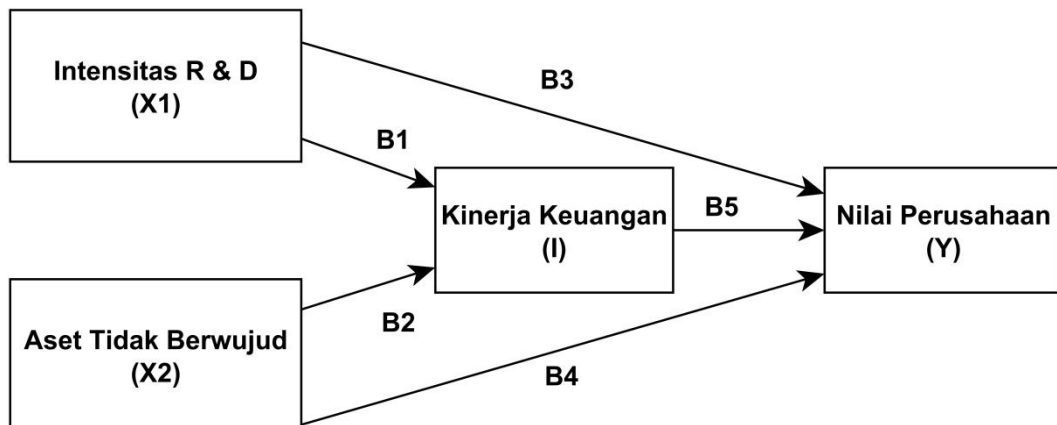 Intensitas R & D
(X1)
B3
B1
Kinerja Keuangan
(I)
B5
Nilai Perusahaan
(Y)
B2
Aset Tidak Berwujud
(X2)
B4